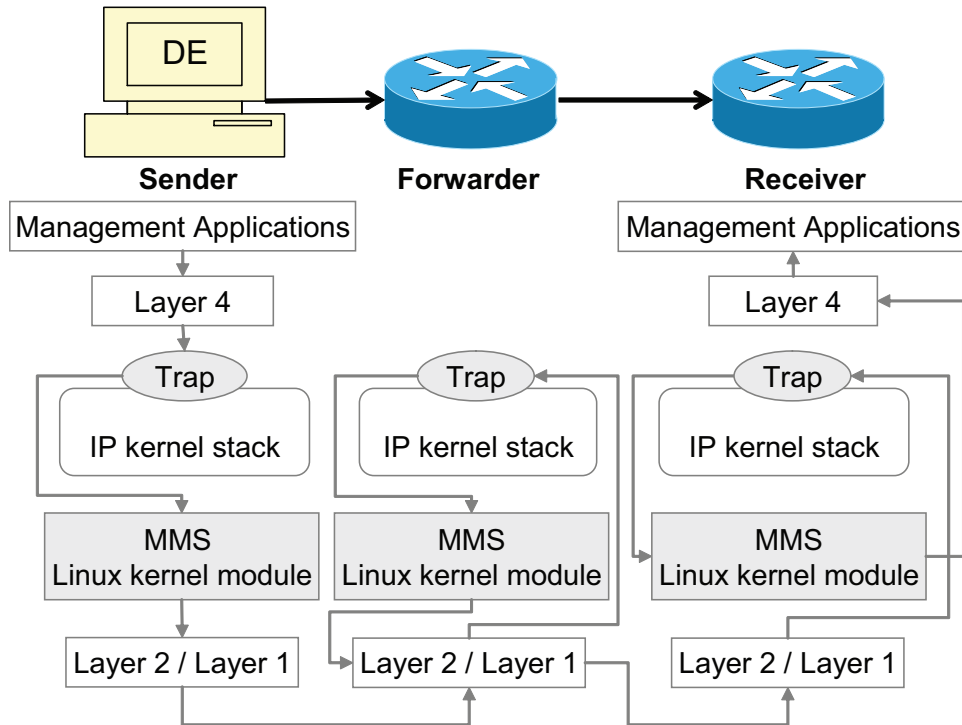 DE
Sender
Forwarder
Receiver
Management Applications
Management Applications
Layer 4
Layer 4
Trap
Trap
Trap
IP kernel stack
IP kernel stack
IP kernel stack
MMS
Linux kernel module
MMS
Linux kernel module
MMS
Linux kernel module
Layer 2 / Layer 1
Layer 2 / Layer 1
Layer 2 / Layer 1